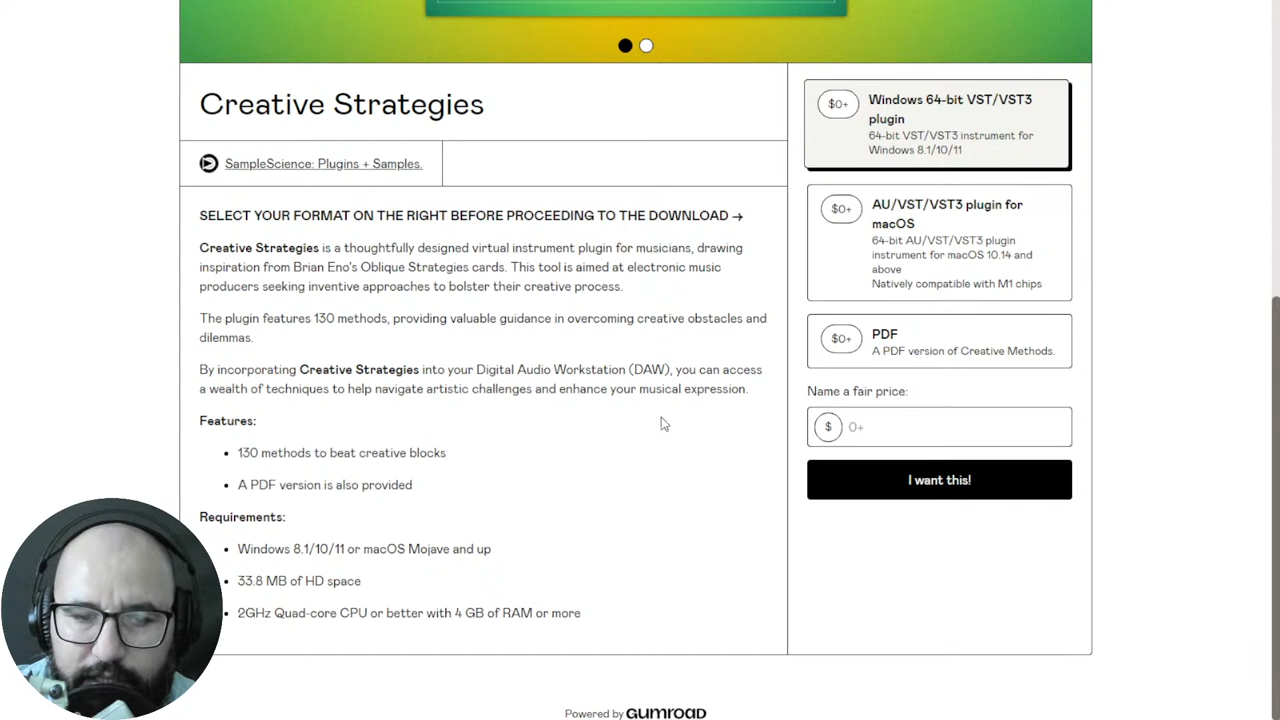 Creative Strategies
SampleScience: Plugins + Samples.
SELECT YOUR FORMAT ON THE RIGHT BEFORE PROCEEDING TO THE DOWNLOAD →
Creative Strategies is a thoughtfully designed virtual instrument plugin for musicians, drawing
inspiration from Brian Eno's Oblique Strategies cards. This tool is aimed at electronic music
producers seeking inventive approaches to bolster their creative process.
The plugin features 130 methods, providing valuable guidance in overcoming creative obstacles and
dilemmas.
By incorporating Creative Strategies into your Digital Audio Workstation (DAW), you can access
a wealth of techniques to help navigate artistic challenges and enhance your musical expression.
Features:
• 130 methods to beat creative blocks
• A PDF version is also provided
Requirements:
• Windows 8.1/10/11 or macOS Mojave and up
• 33.8 MB of HD space
• 2GHz Quad-core CPU or better with 4 GB of RAM or more
$0+
Windows 64-bit VST/VST3
plugin
64-bit VST/VST3 instrument for
Windows 8.1/10/11
$0+
AU/VST/VST3 plugin for
macOS
64-bit AU/VST/VST3 plugin
instrument for macOS 10.14 and
above
Natively compatible with M1 chips
$0+
PDF
A PDF version of Creative Methods.
Name a fair price:
$ 0+
I want this!
Powered by GUMROAD